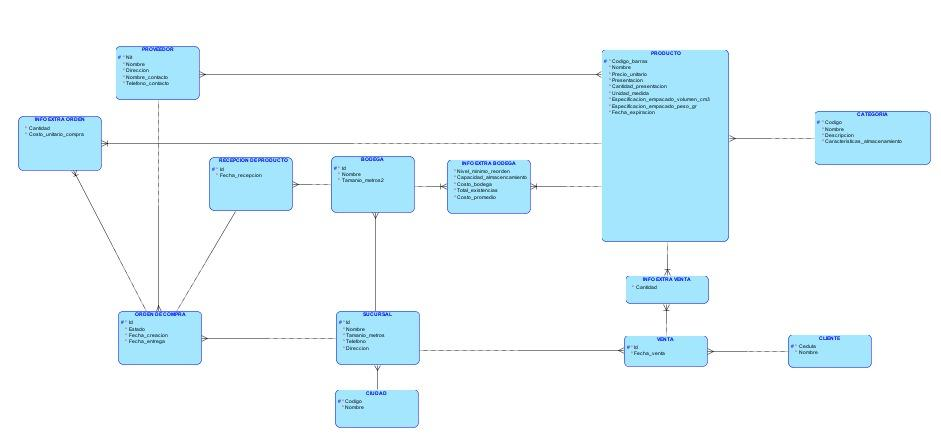 PROVEEDOR
# * Nit
* Nombre
* Direccion
* Nombre_contacto
* Telefono_contacto
PRODUCTO
# * Codigo_barras
* Nombre
* Precio_unitario
* Presentacion
* Cantidad_presentacion
* Unidad_medida
* Especificacion_empacado_volumen_cm3
* Especificacion_empacado_peso_gr
* Fecha_expiracion
INFO EXTRA ORDEN
* Cantidad
* Costo_unitario_compra
CATEGORIA
# * Codigo
* Nombre
* Descripcion
* Caracteristicas_almacenamiento
RECEPCION DE PRODUCTO
# * Id
* Fecha_recepcion
BODEGA
# * Id
* Nombre
* Tamanio_metros2
INFO EXTRA BODEGA
* Nivel_minimo_reorden
* Capacidad_almacenamiento
* Costo_bodega
* Total_existencias
* Costo_promedio
INFO EXTRA VENTA
* Cantidad
ORDEN DE COMPRA
# * Id
* Estado
* Fecha_creacion
* Fecha_entrega
SUCURSAL
# * Id
* Nombre
* Tamanio_metros
* Telefono
* Direccion
VENTA
# * Id
* Fecha_venta
CLIENTE
# * Cedula
* Nombre
CIUDAD
# * Codigo
* Nombre